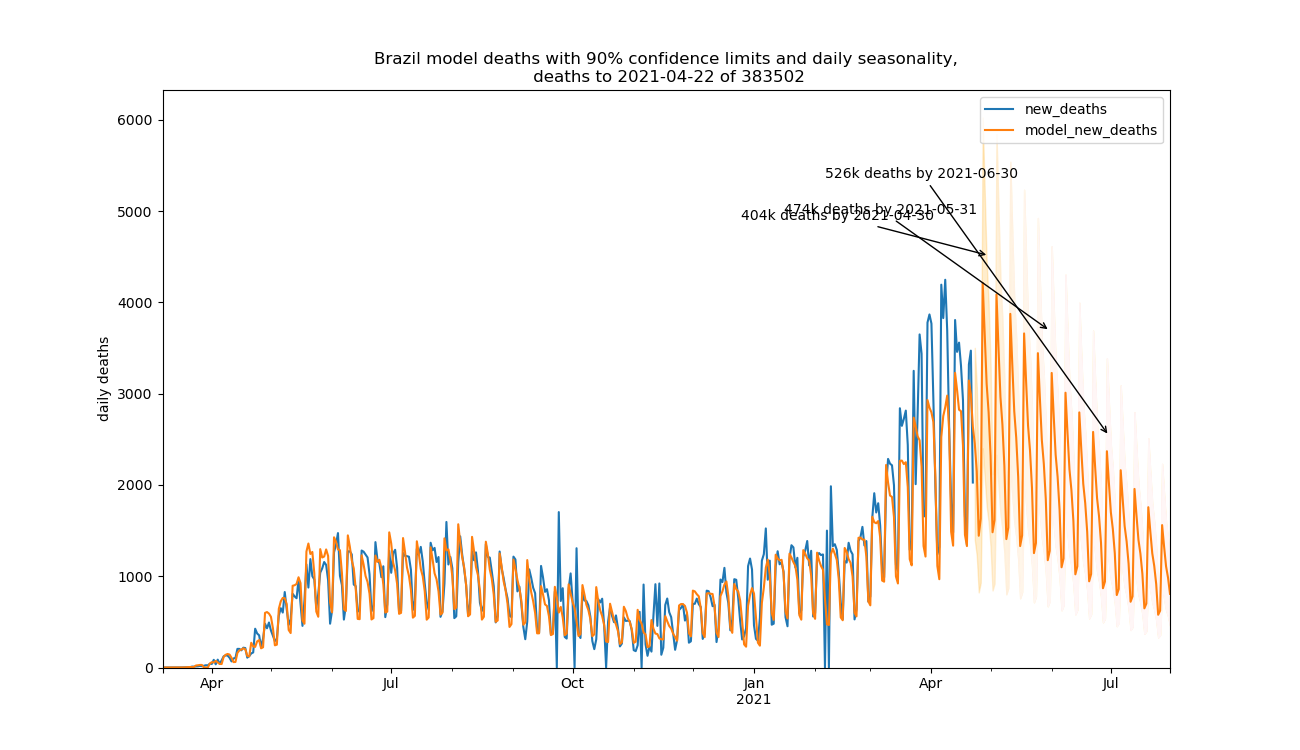 Brazil model deaths with 90% confidence limits and daily seasonality,
deaths to 2021-04-22 of 383502
new_deaths
model_new_deaths
526k deaths by 2021-06-30
474k deaths by 2021-05-31
404k deaths by 2021-04-30
daily deaths
6000
5000
4000
3000
2000
1000
0
Apr
Jul
Oct
Jan
2021
Apr
Jul